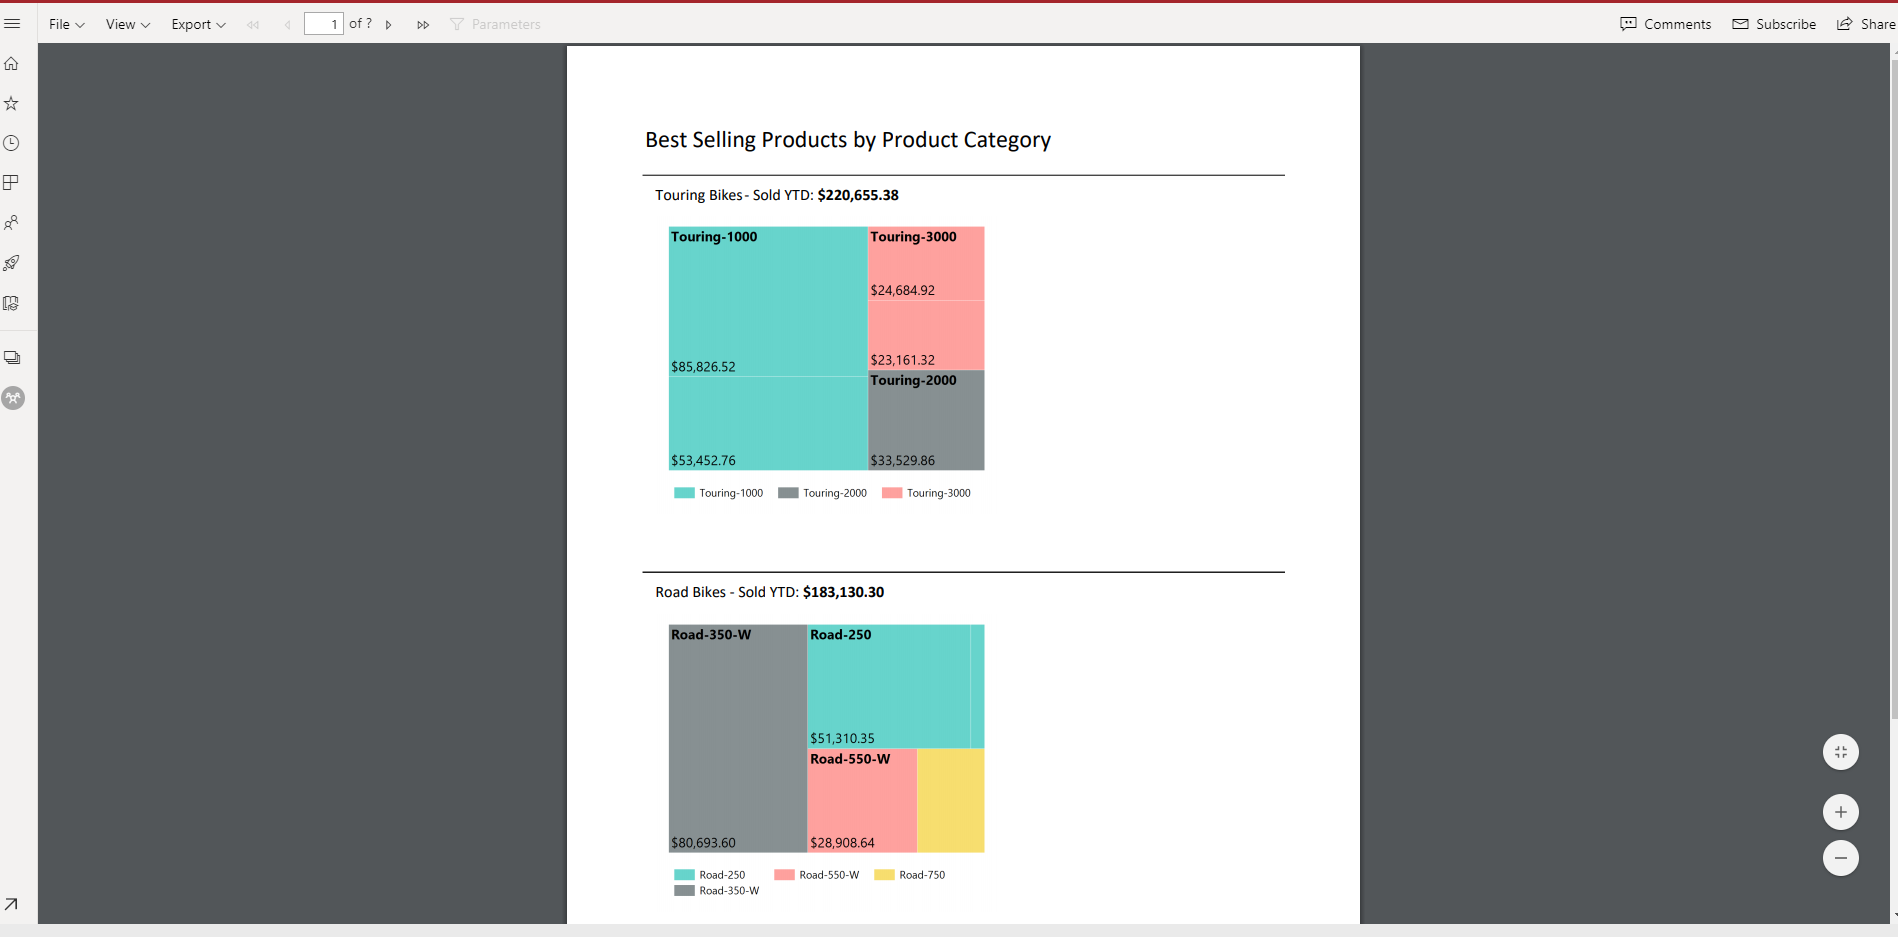 File View Export 1 of ? Parameters Comments Subscribe Share
Best Selling Products by Product Category
Touring Bikes - Sold YTD: $220,655.38
Touring-1000
$85,826.52
$53,452.76
Touring-3000
$24,684.92
$23,161.32
Touring-2000
$33,529.86
Touring-1000 Touring-2000 Touring-3000
Road Bikes - Sold YTD: $183,130.30
Road-350-W
$80,693.60
Road-250
$51,310.35
Road-550-W
$28,908.64
Road-250 Road-550-W Road-750
Road-350-W